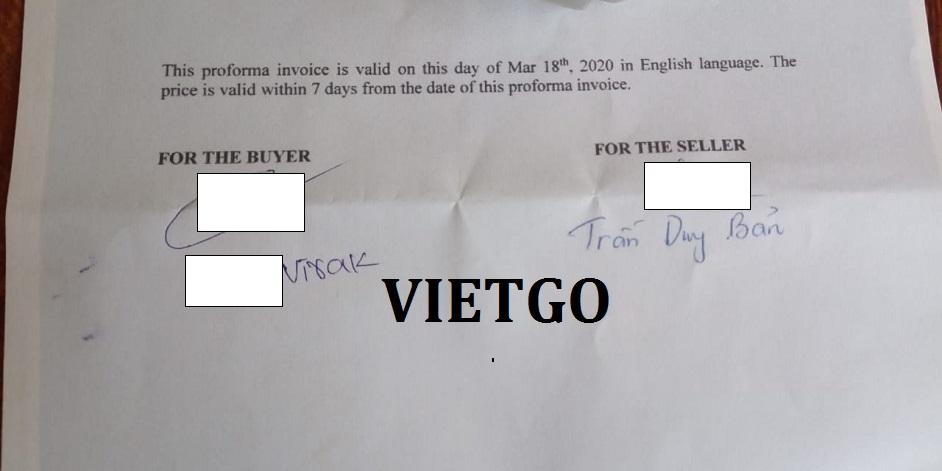 This proforma invoice is valid on this day of Mar 18th, 2020 in English language. The
price is valid within 7 days from the date of this proforma invoice.
FOR THE BUYER
FOR THE SELLER
Trần Duy Bản
Virak
VIETGO